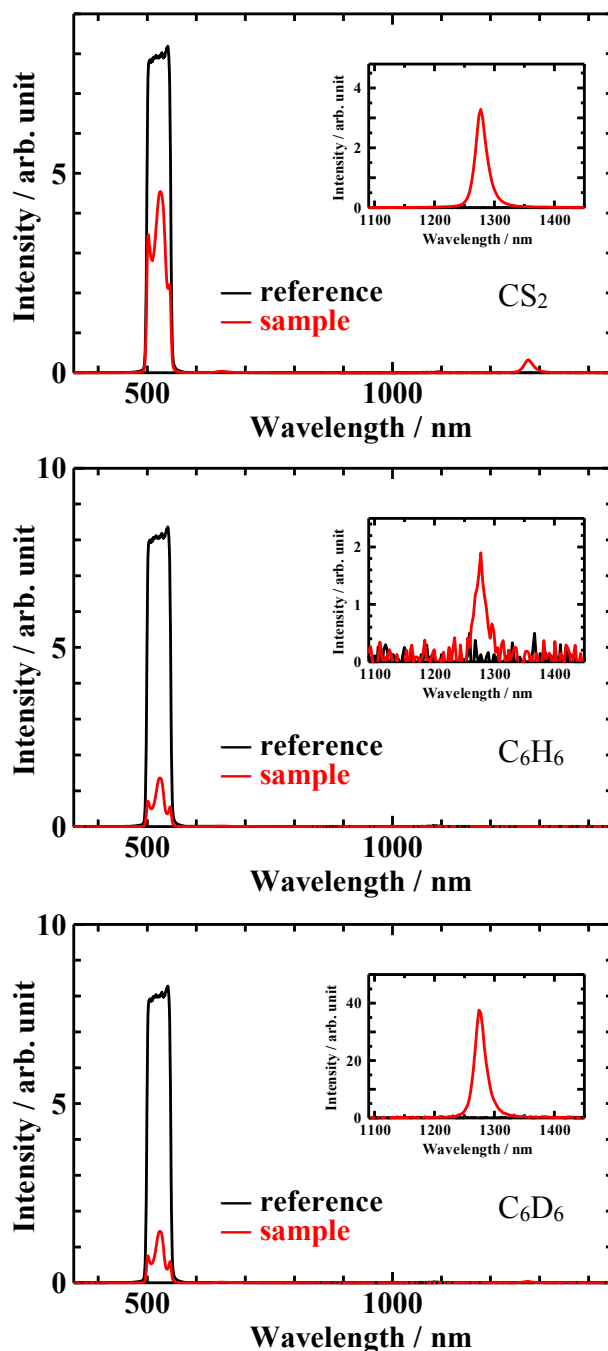 Intensity / arb. unit
5
0
500
1000
Wavelength / nm
reference
sample
CS2
Intensity / arb. unit
4
2
0
1100 1200 1300 1400
Wavelength / nm
Intensity / arb. unit
10
5
0
500
1000
Wavelength / nm
reference
sample
C6H6
Intensity / arb. unit
2
1
0
1100 1200 1300 1400
Wavelength / nm
Intensity / arb. unit
10
5
0
500
1000
Wavelength / nm
reference
sample
C6D6
Intensity / arb. unit
40
20
0
1100 1200 1300 1400
Wavelength / nm